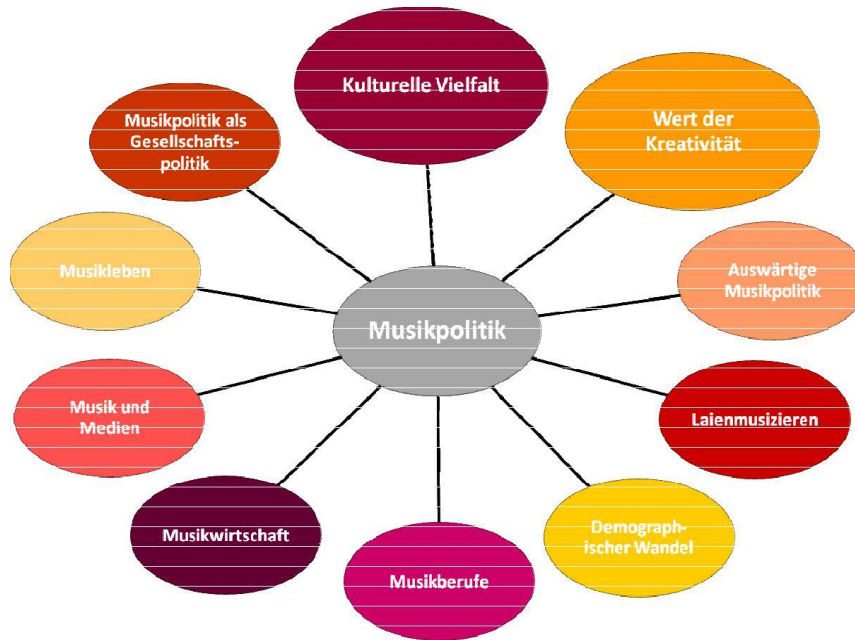 Kulturelle Vielfalt
Wert der
Kreativität
Musikpolitik als
Gesellschafts-
politik
Musikleben
Auswärtige
Musikpolitik
Musikpolitik
Musik und
Medien
Laienmusizieren
Musikwirtschaft
Demograph-
ischer Wandel
Musikberufe